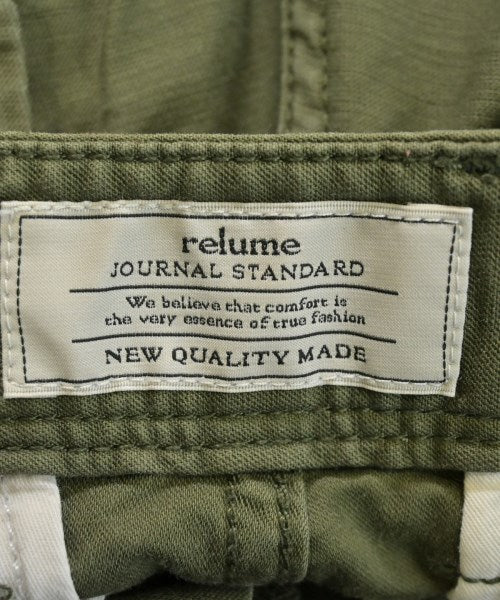 relume
JOURNAL STANDARD
We believe that comfort is
the very essence of true fashion
NEW QUALITY MADE